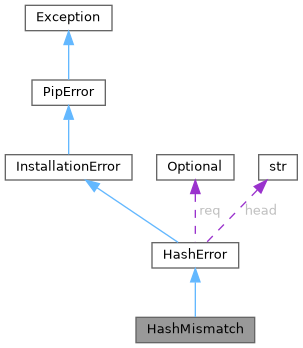 Exception
PipError
InstallationError
Optional
str
req
head
HashError
HashMismatch